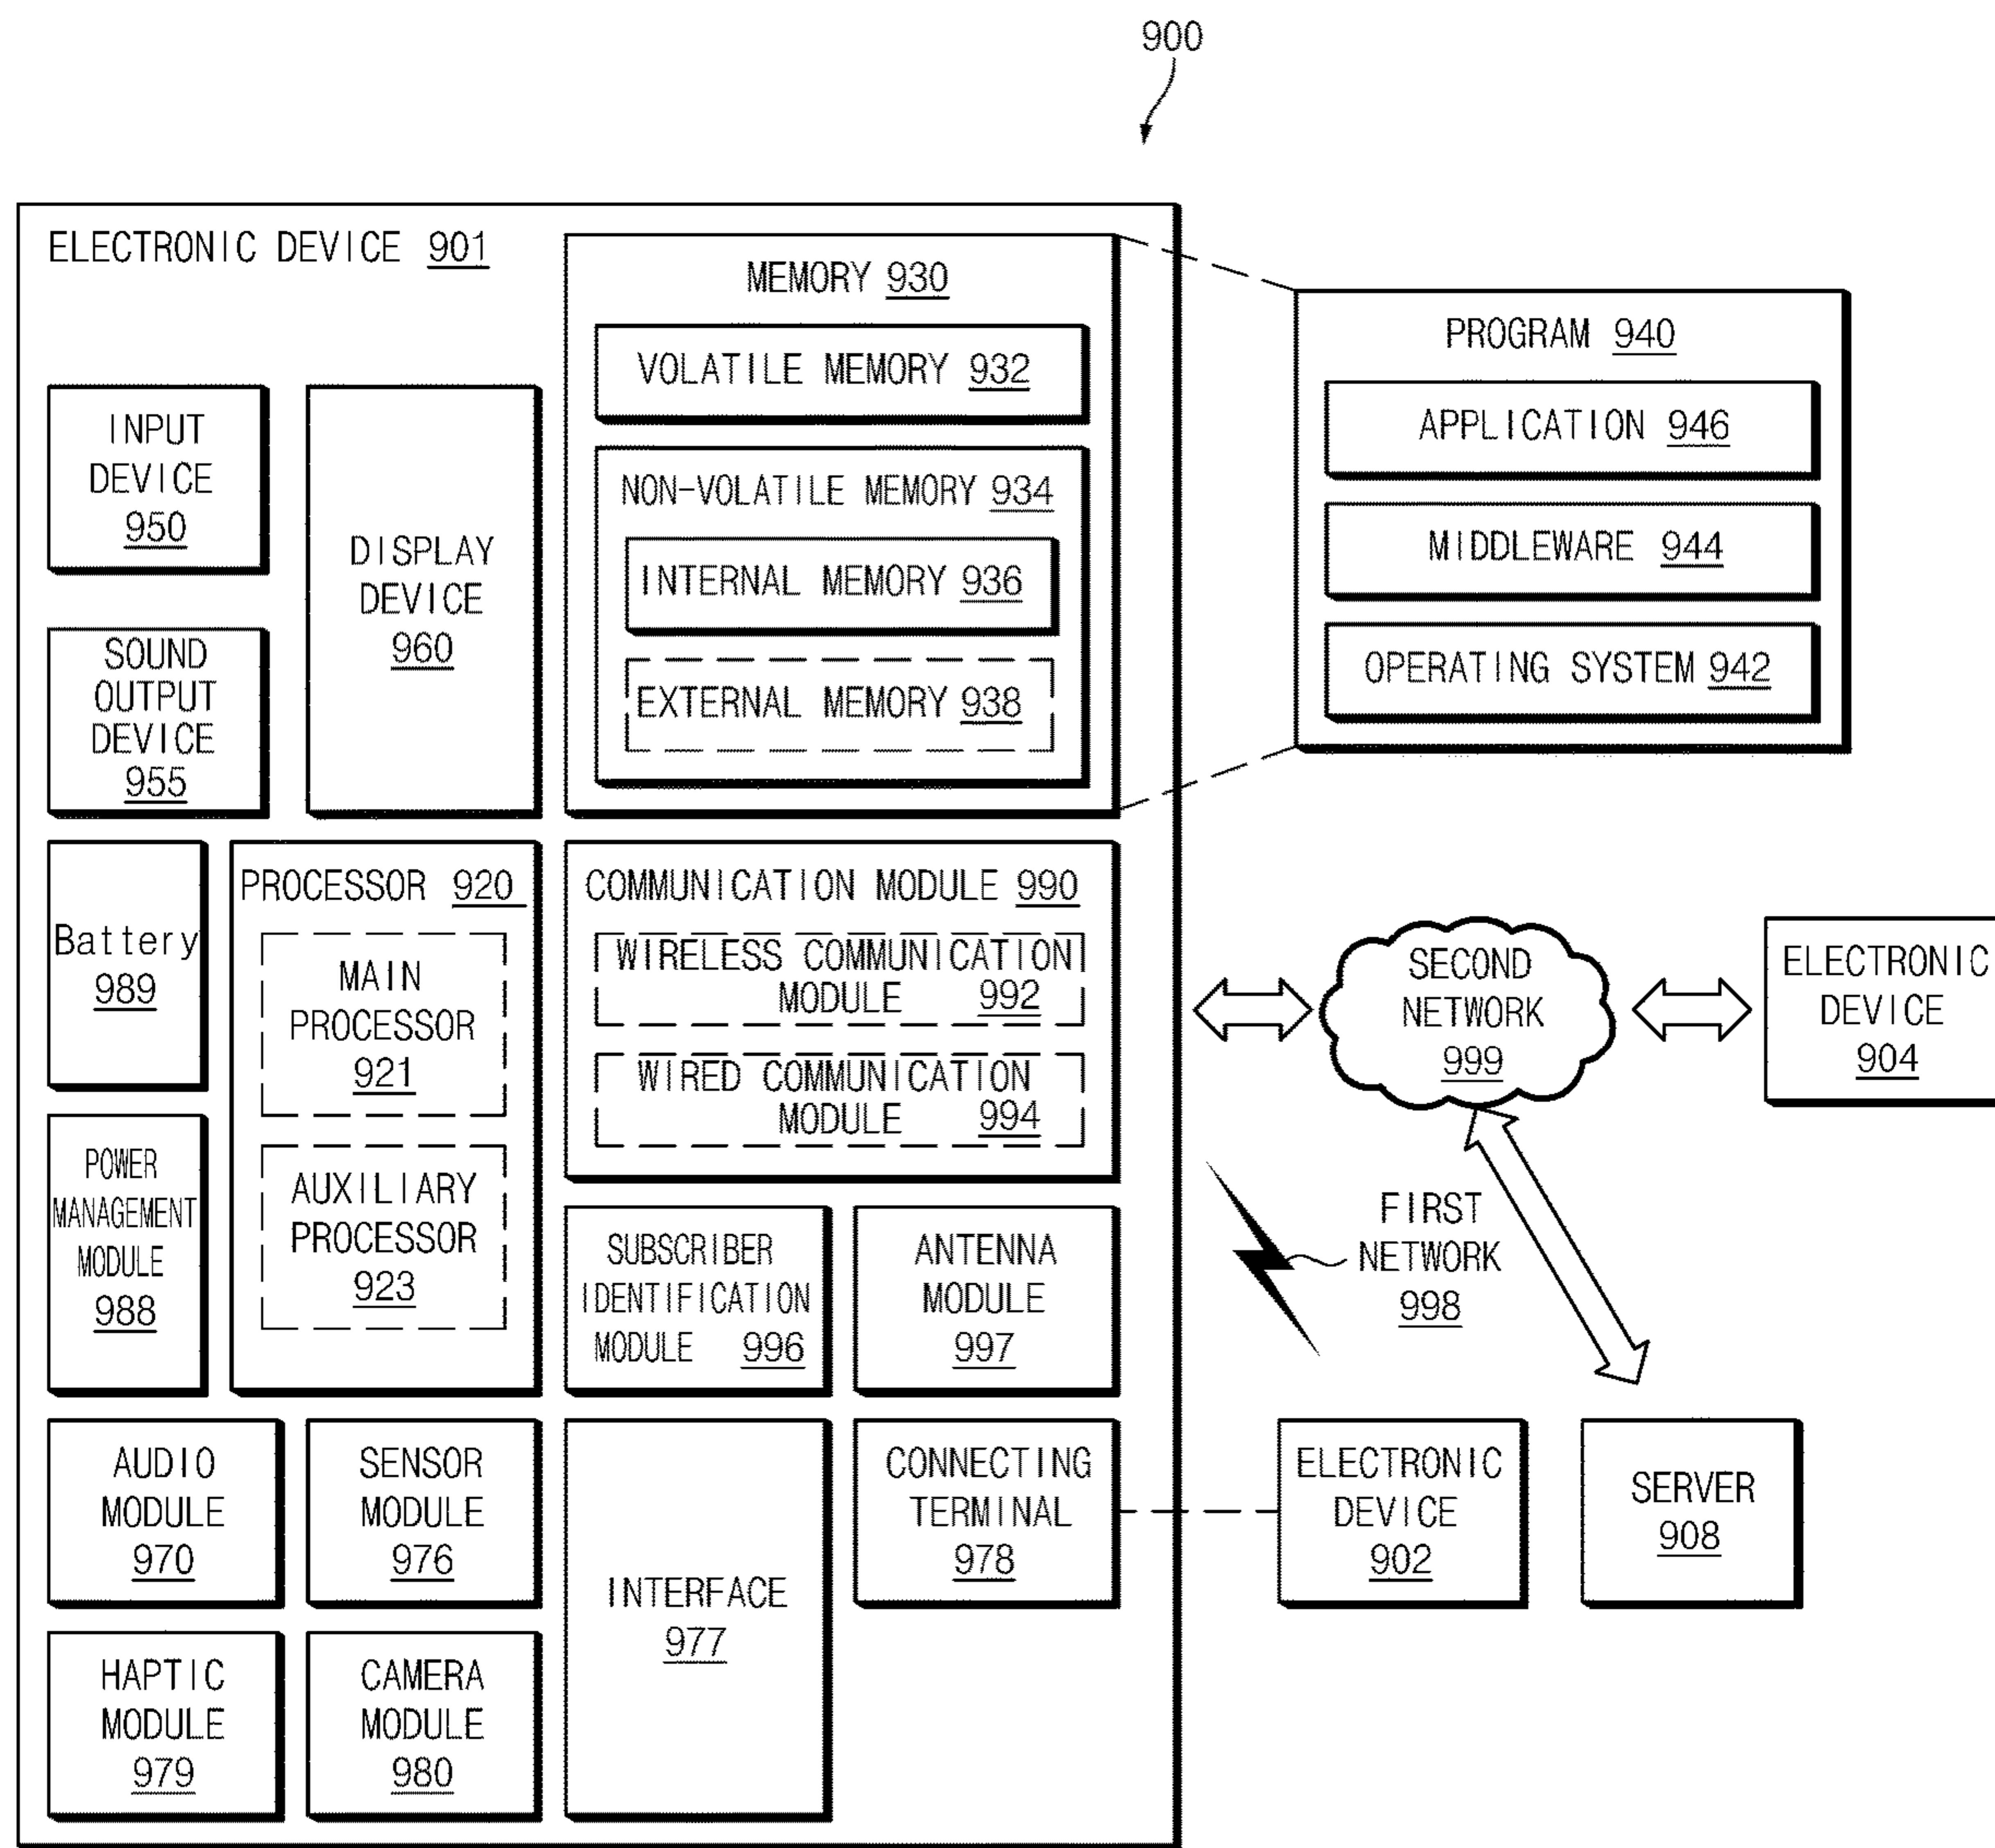 900
ELECTRONIC DEVICE 901
MEMORY 930
VOLATILE MEMORY 932
NON-VOLATILE MEMORY 934
INTERNAL MEMORY 936
EXTERNAL MEMORY 938
PROGRAM 940
APPLICATION 946
MIDDLEWARE 944
OPERATING SYSTEM 942
INPUT
DEVICE
950
DISPLAY
DEVICE
960
SOUND
OUTPUT
DEVICE
955
Battery
989
PROCESSOR 920
MAIN
PROCESSOR
921
AUXILIARY
PROCESSOR
923
POWER
MANAGEMENT
MODULE
988
COMMUNICATION MODULE 990
WIRELESS COMMUNICATION
MODULE 992
WIRED COMMUNICATION
MODULE 994
SECOND
NETWORK
999
ELECTRONIC
DEVICE
904
SUBSCRIBER
IDENTIFICATION
MODULE 996
ANTENNA
MODULE
997
FIRST
NETWORK
998
AUDIO
MODULE
970
SENSOR
MODULE
976
INTERFACE
977
CONNECTING
TERMINAL
978
ELECTRONIC
DEVICE
902
SERVER
908
HAPTIC
MODULE
979
CAMERA
MODULE
980